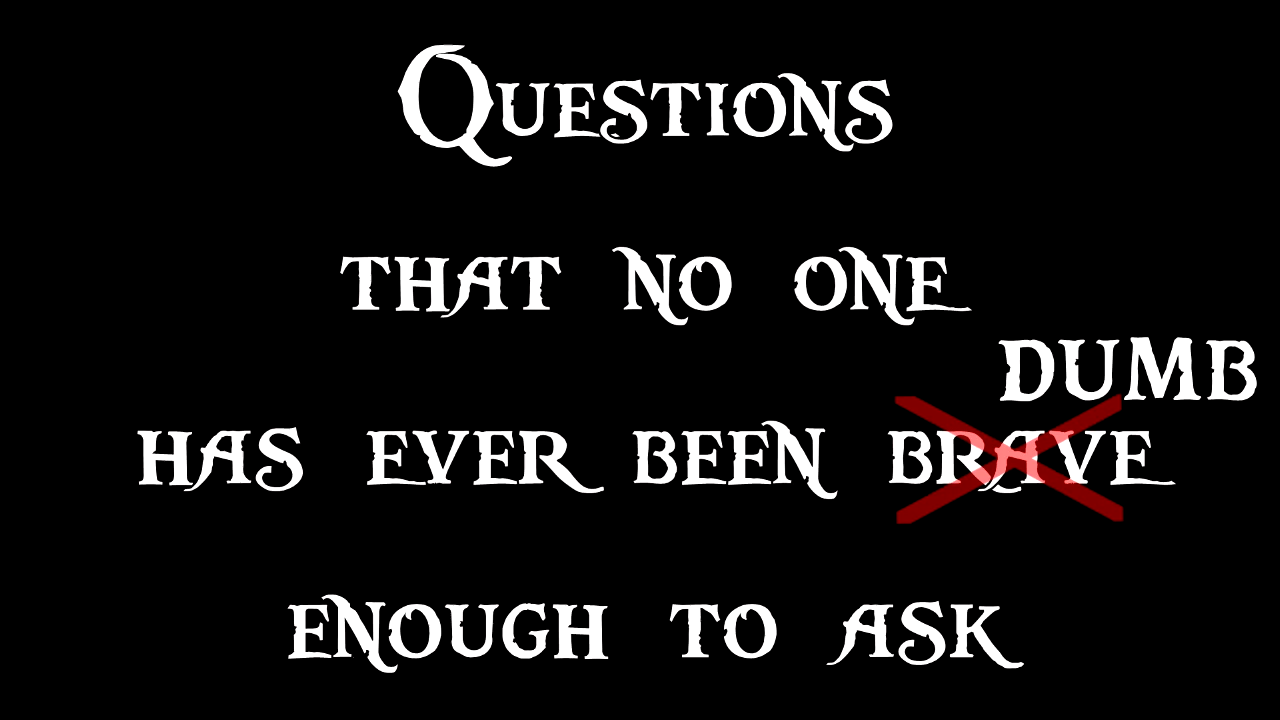 Questions
THAT NO ONE
DUMB
HAS EVER BEEN BRAVE
ENOUGH TO ASK